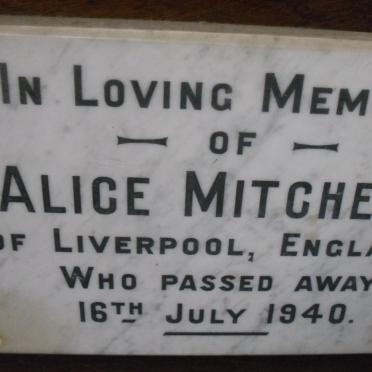 IN LOVING MEM
OF
ALICE MITCHE
OF LIVERPOOL, ENGLA
WHO PASSED AWAY
16TH JULY 1940.